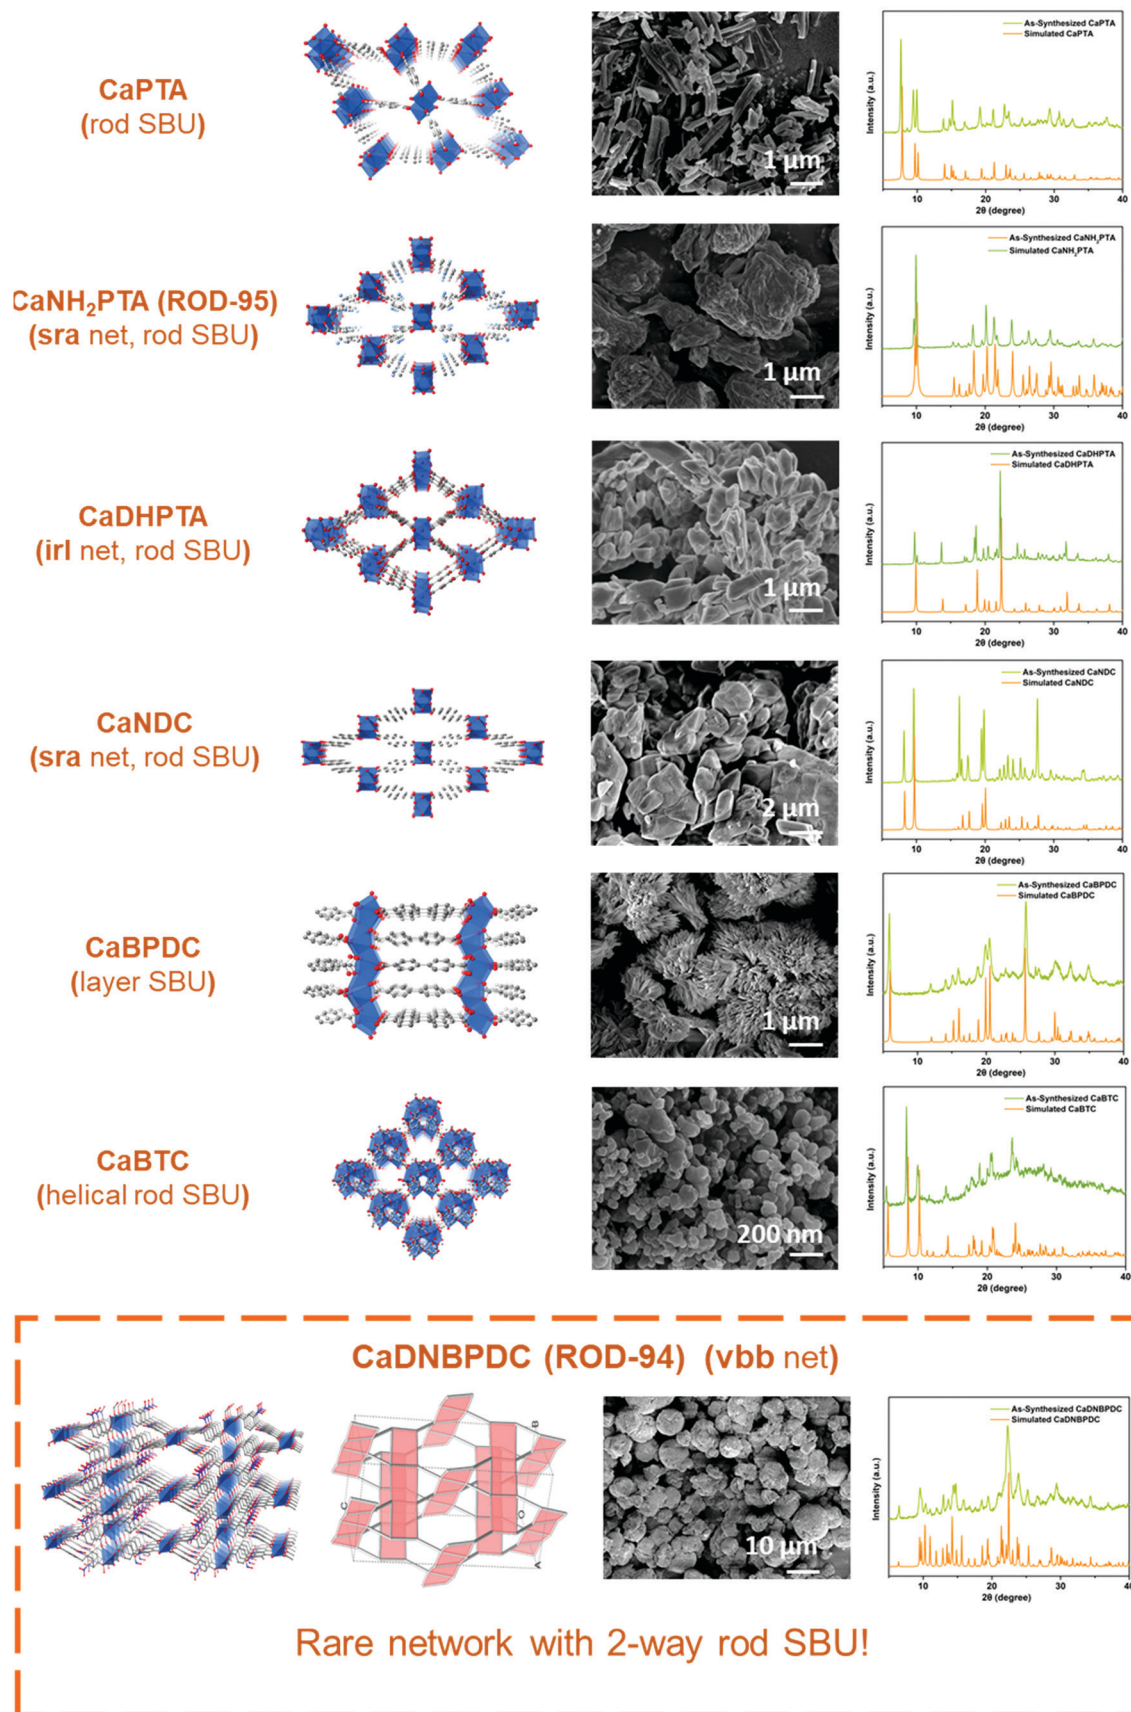 CaPTA
(rod SBU)
1 µm
As-Synthesized CaPTA
Simulated CaPTA
Intensity (a.u.)
10 20 30 40
2θ (degree)
CaNH₂PTA (ROD-95)
(sra net, rod SBU)
1 µm
As-Synthesized CaNH₂PTA
Simulated CaNH₂PTA
Intensity (a.u.)
10 20 30 40
2θ (degree)
CaDHPTA
(irl net, rod SBU)
1 µm
As-Synthesized CaDHPTA
Simulated CaDHPTA
Intensity (a.u.)
10 20 30 40
2θ (degree)
CaNDC
(sra net, rod SBU)
2 µm
As-Synthesized CaNDC
Simulated CaNDC
Intensity (a.u.)
10 20 30 40
2θ (degree)
CaBPDC
(layer SBU)
1 µm
As-Synthesized CaBPDC
Simulated CaBPDC
Intensity (a.u.)
10 20 30 40
2θ (degree)
CaBTC
(helical rod SBU)
200 nm
As-Synthesized CaBTC
Simulated CaBTC
Intensity (a.u.)
10 20 30 40
2θ (degree)
CaDNBPDC (ROD-94) (vbb net)
B
C
O
A
10 µm
As-Synthesized CaDNBPDC
Simulated CaDNBPDC
Intensity (a.u.)
10 20 30 40
2θ (degree)
Rare network with 2-way rod SBU!